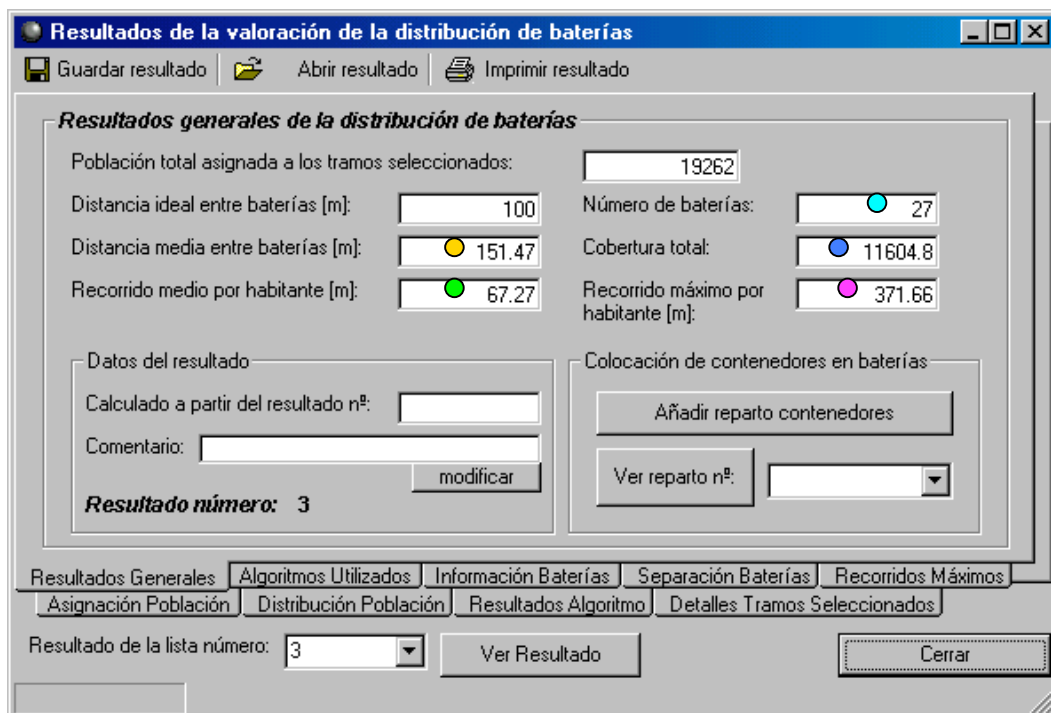 Resultados de la valoración de la distribución de baterías
Guardar resultado Abrir resultado Imprimir resultado
Resultados generales de la distribución de baterías
Población total asignada a los tramos seleccionados: 19262
Distancia ideal entre baterías [m]: 100 Número de baterías: 27
Distancia media entre baterías [m]: 151.47 Cobertura total: 11604.8
Recorrido medio por habitante [m]: 67.27 Recorrido máximo por
habitante [m]: 371.66
Datos del resultado
Calculado a partir del resultado nº:
Comentario:
modificar
Resultado número: 3
Colocación de contenedores en baterías
Añadir reparto contenedores
Ver reparto nº:
Resultados Generales Algoritmos Utilizados Información Baterías Separación Baterías Recorridos Máximos
Asignación Población Distribución Población Resultados Algoritmo Detalles Tramos Seleccionados
Resultado de la lista número: 3 Ver Resultado Cerrar